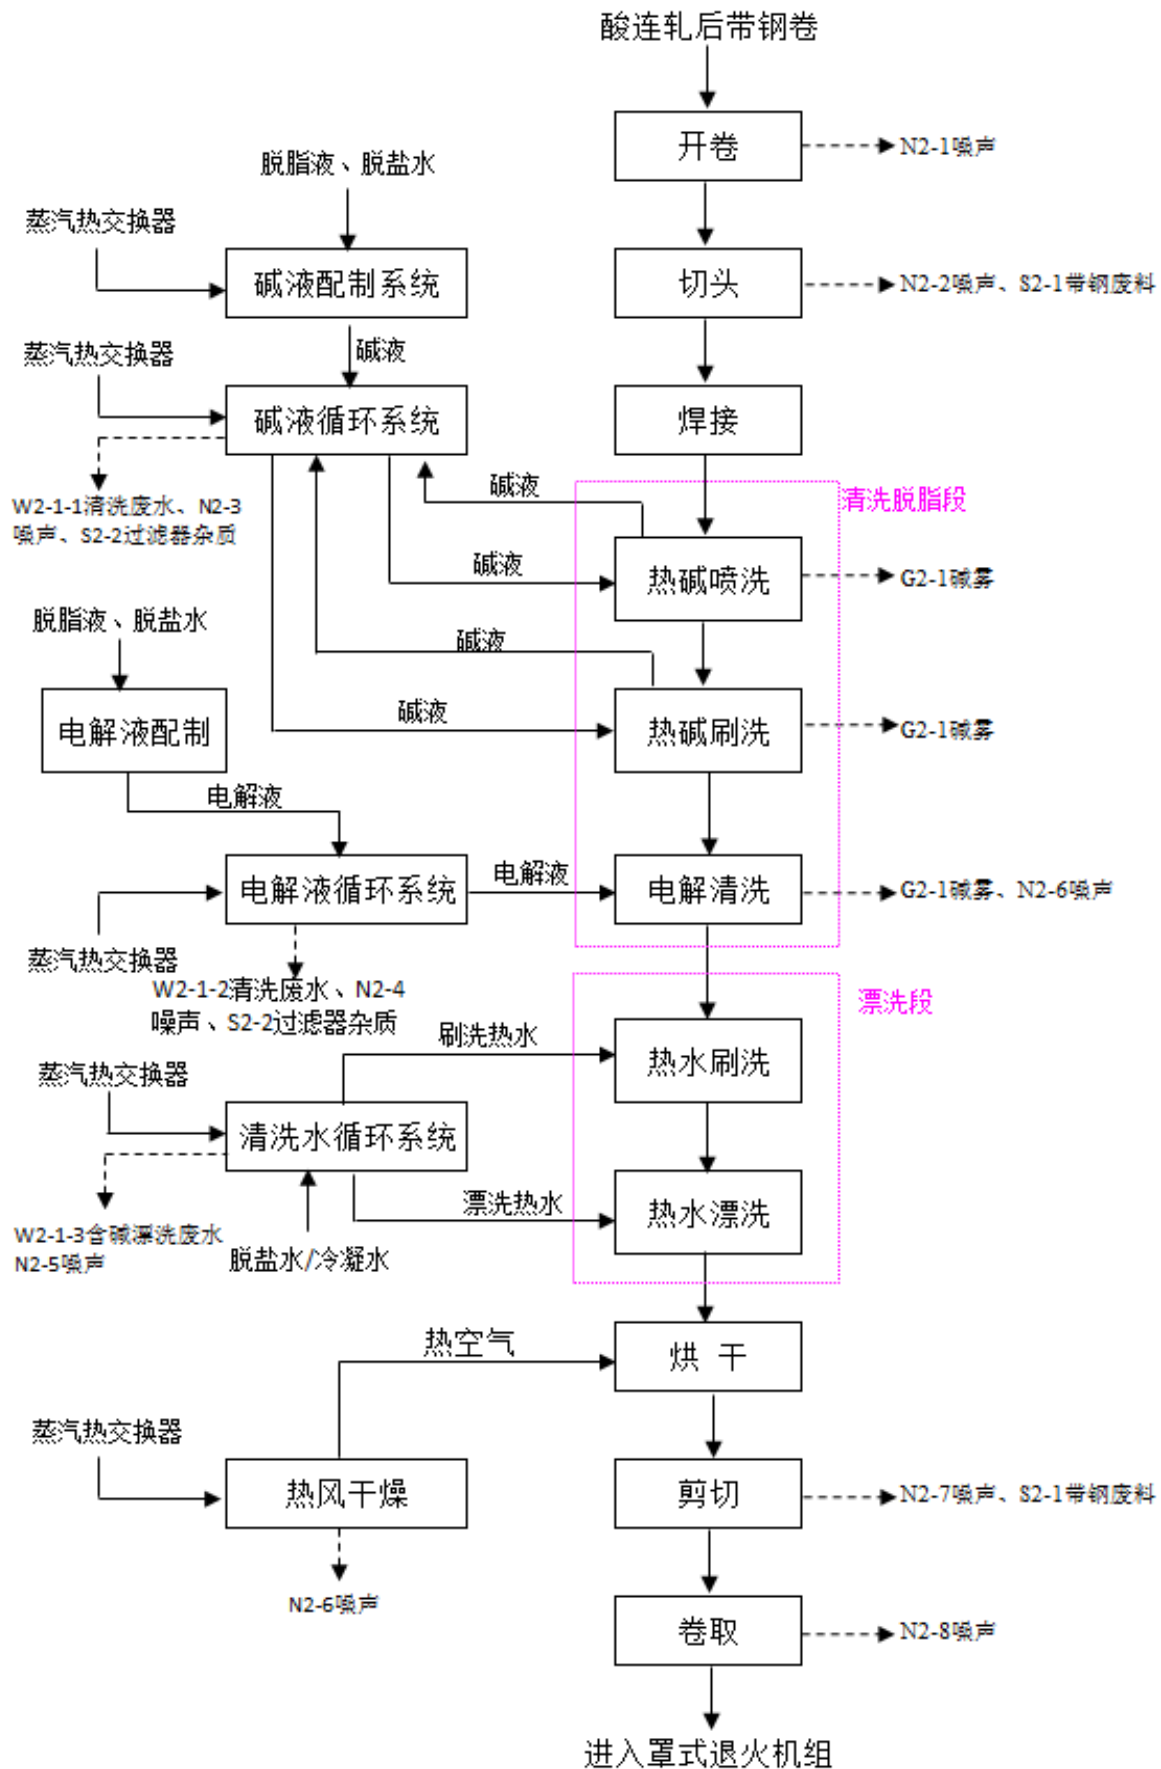 酸连轧后带钢卷
开卷
N2-1噪声
脱脂液、脱盐水
蒸汽热交换器
碱液配制系统
切头
N2-2噪声、S2-1带钢废料
碱液
蒸汽热交换器
碱液循环系统
焊接
W2-1-1清洗废水、N2-3
噪声、S2-2过滤器杂质
碱液
清洗脱脂段
碱液
热碱喷洗
G2-1碱雾
脱脂液、脱盐水
碱液
电解液配制
碱液
热碱刷洗
G2-1碱雾
电解液
电解液循环系统
电解液
电解清洗
G2-1碱雾、N2-6噪声
蒸汽热交换器
W2-1-2清洗废水、N2-4
噪声、S2-2过滤器杂质
漂洗段
刷洗热水
热水刷洗
蒸汽热交换器
清洗水循环系统
漂洗热水
热水漂洗
W2-1-3含碱漂洗废水
N2-5噪声
脱盐水/冷凝水
热空气
烘 干
蒸汽热交换器
热风干燥
剪切
N2-7噪声、S2-1带钢废料
N2-6噪声
卷取
N2-8噪声
进入罩式退火机组